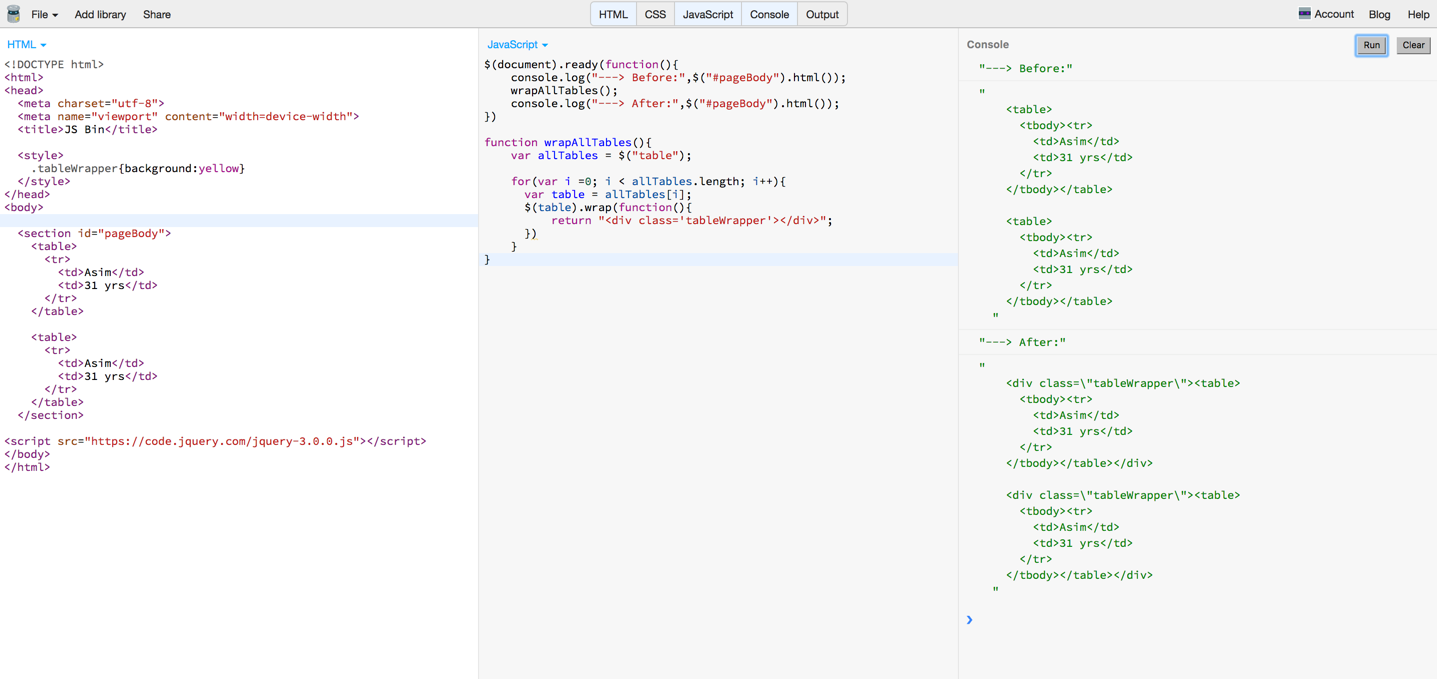 File Add library Share HTML CSS JavaScript Console Output Account Blog Help
HTML
<!DOCTYPE html>
<html>
<head>
  <meta charset="utf-8">
  <meta name="viewport" content="width=device-width">
  <title>JS Bin</title>

  <style>
    .tableWrapper{background:yellow}
  </style>
</head>
<body>

  <section id="pageBody">
    <table>
      <tr>
        <td>Asim</td>
        <td>31 yrs</td>
      </tr>
    </table>

    <table>
      <tr>
        <td>Asim</td>
        <td>31 yrs</td>
      </tr>
    </table>
  </section>

<script src="https://code.jquery.com/jquery-3.0.0.js"></script>
</body>
</html>
JavaScript
$(document).ready(function(){
    console.log("---> Before:",$("#pageBody").html());
    wrapAllTables();
    console.log("---> After:",$("#pageBody").html());
})

function wrapAllTables(){
    var allTables = $("table");

    for(var i =0; i < allTables.length; i++){
      var table = allTables[i];
      $(table).wrap(function(){
          return "<div class='tableWrapper'></div>";
      })
    }
}
Console Run Clear
"---> Before:"
"
    <table>
      <tbody><tr>
        <td>Asim</td>
        <td>31 yrs</td>
      </tr>
    </tbody></table>

    <table>
      <tbody><tr>
        <td>Asim</td>
        <td>31 yrs</td>
      </tr>
    </tbody></table>
  "
"---> After:"
"
    <div class=\"tableWrapper\"><table>
      <tbody><tr>
        <td>Asim</td>
        <td>31 yrs</td>
      </tr>
    </tbody></table></div>

    <div class=\"tableWrapper\"><table>
      <tbody><tr>
        <td>Asim</td>
        <td>31 yrs</td>
      </tr>
    </tbody></table></div>
  "